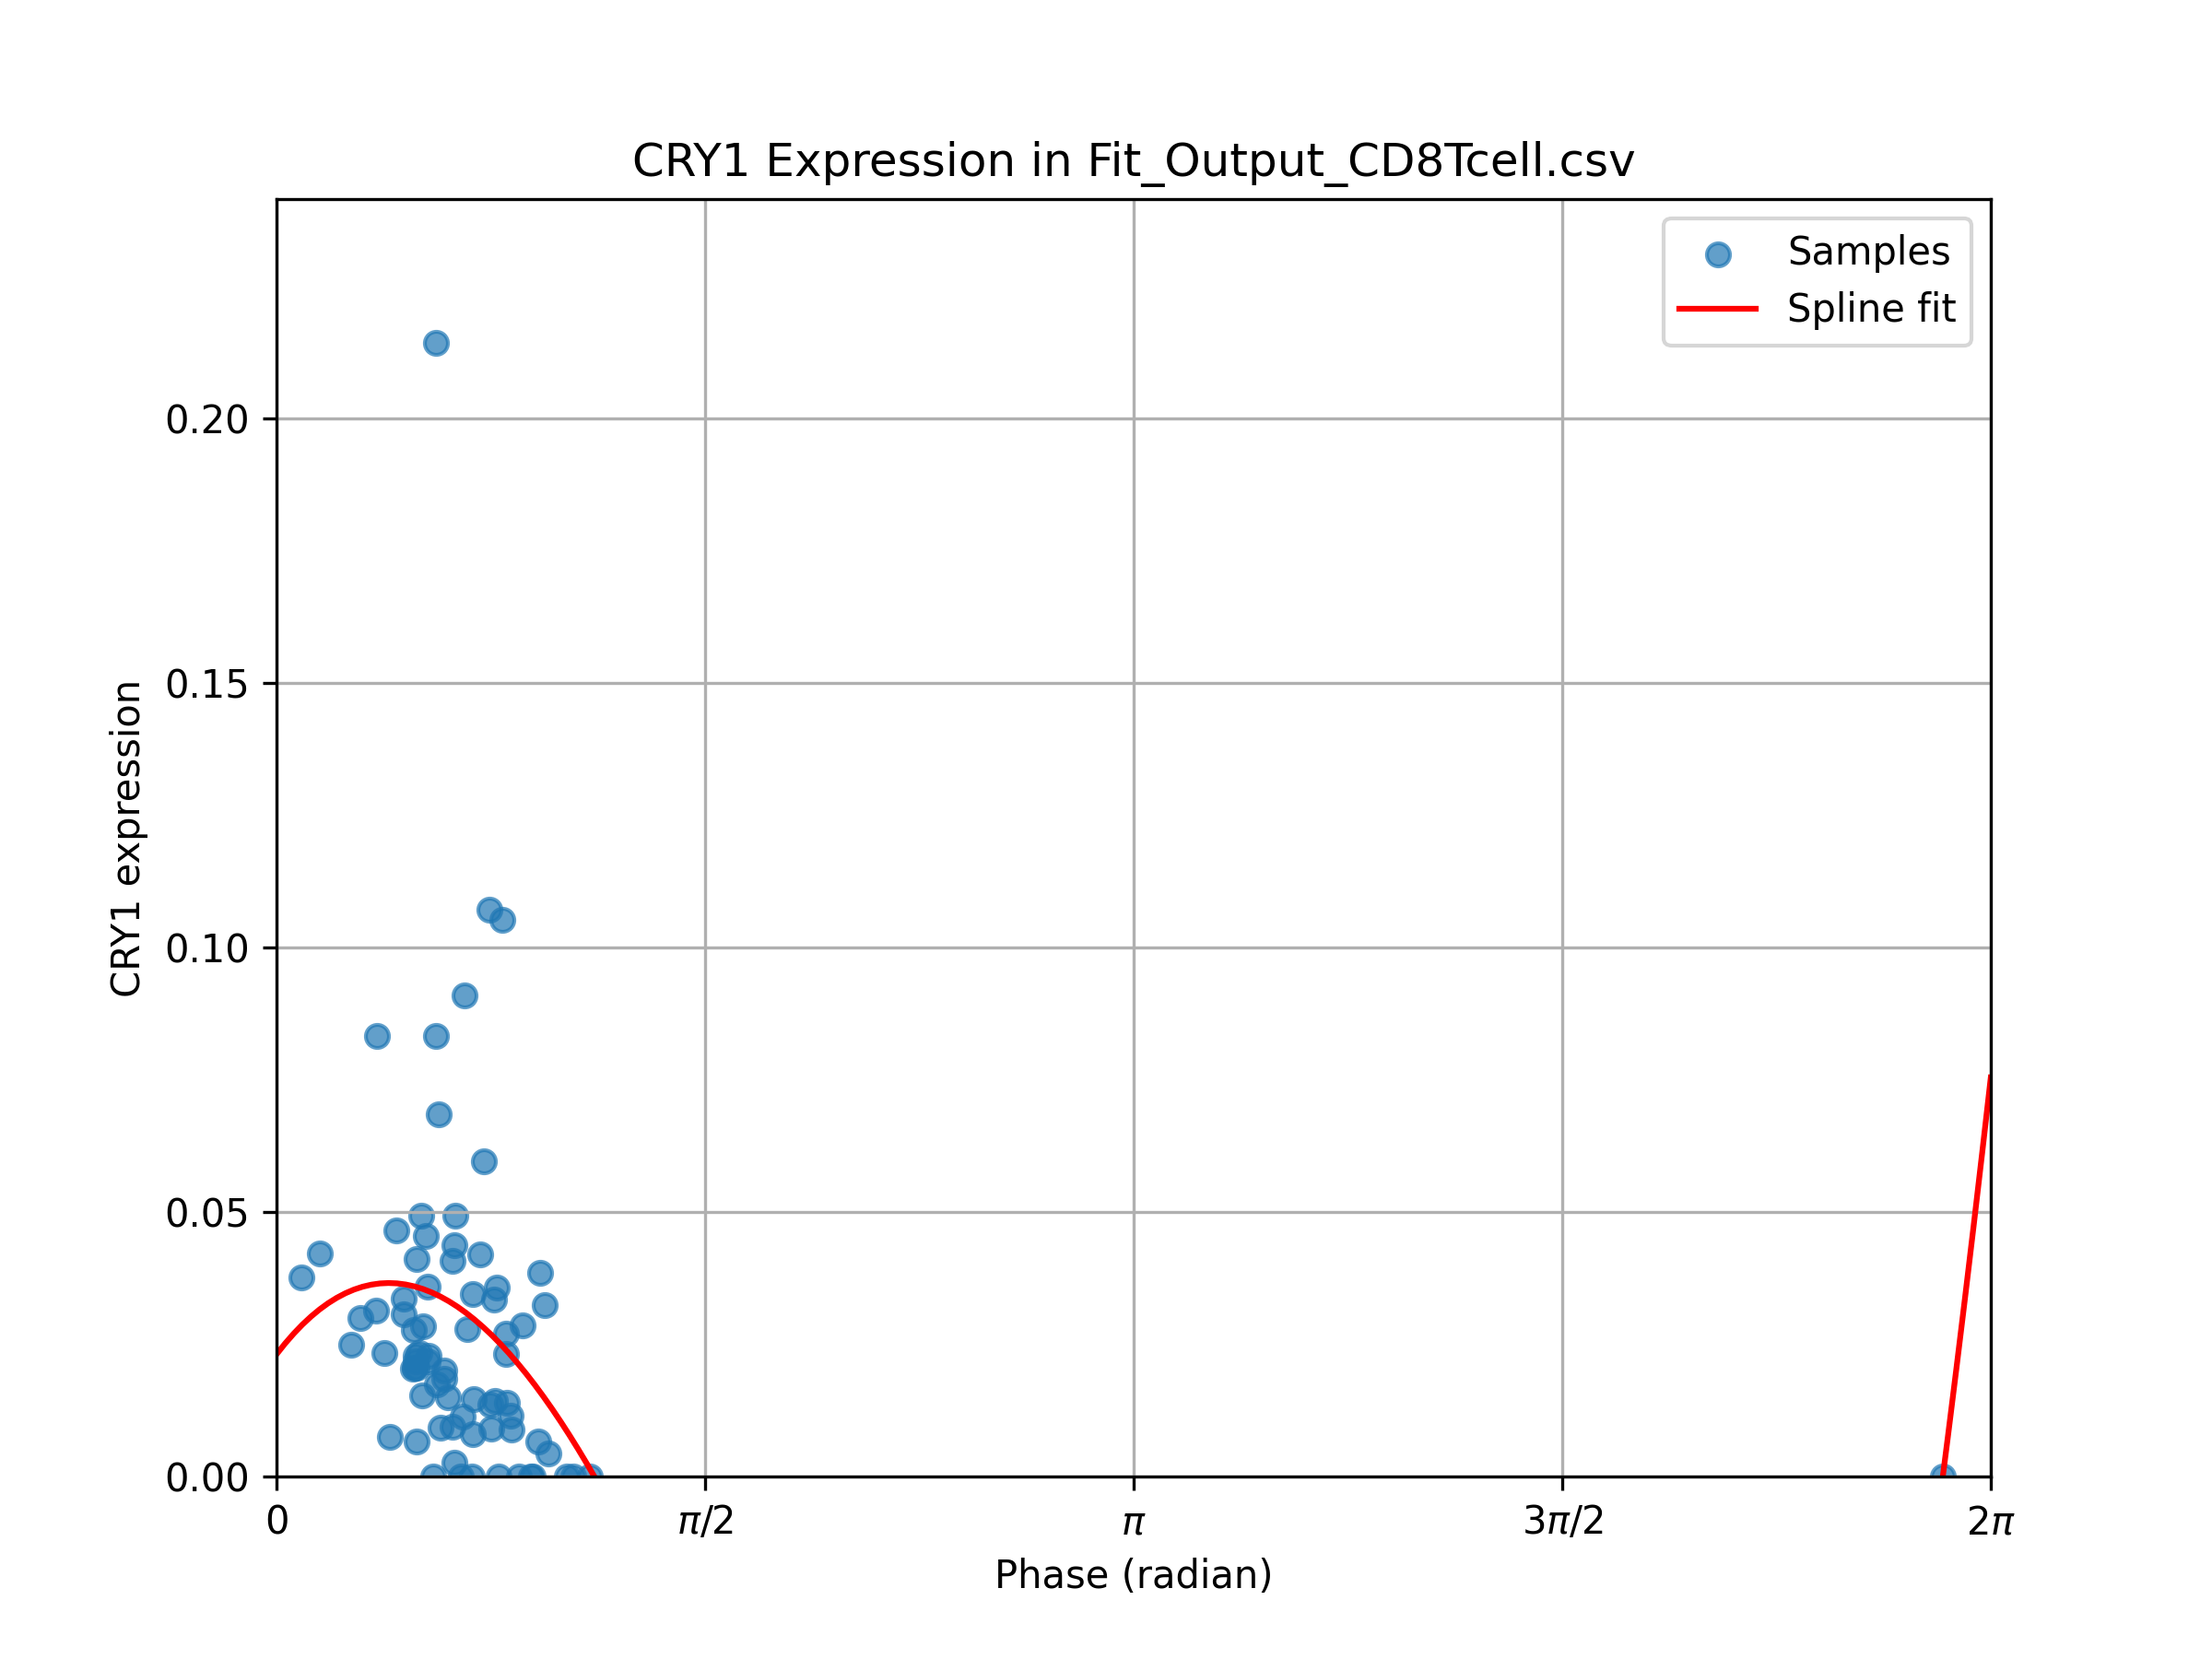 CRY1 Expression in Fit_Output_CD8Tcell.csv
Samples
Spline fit
0.20
0.15
0.10
0.05
0.00
CRY1 expression
0
π/2
π
3π/2
2π
Phase (radian)